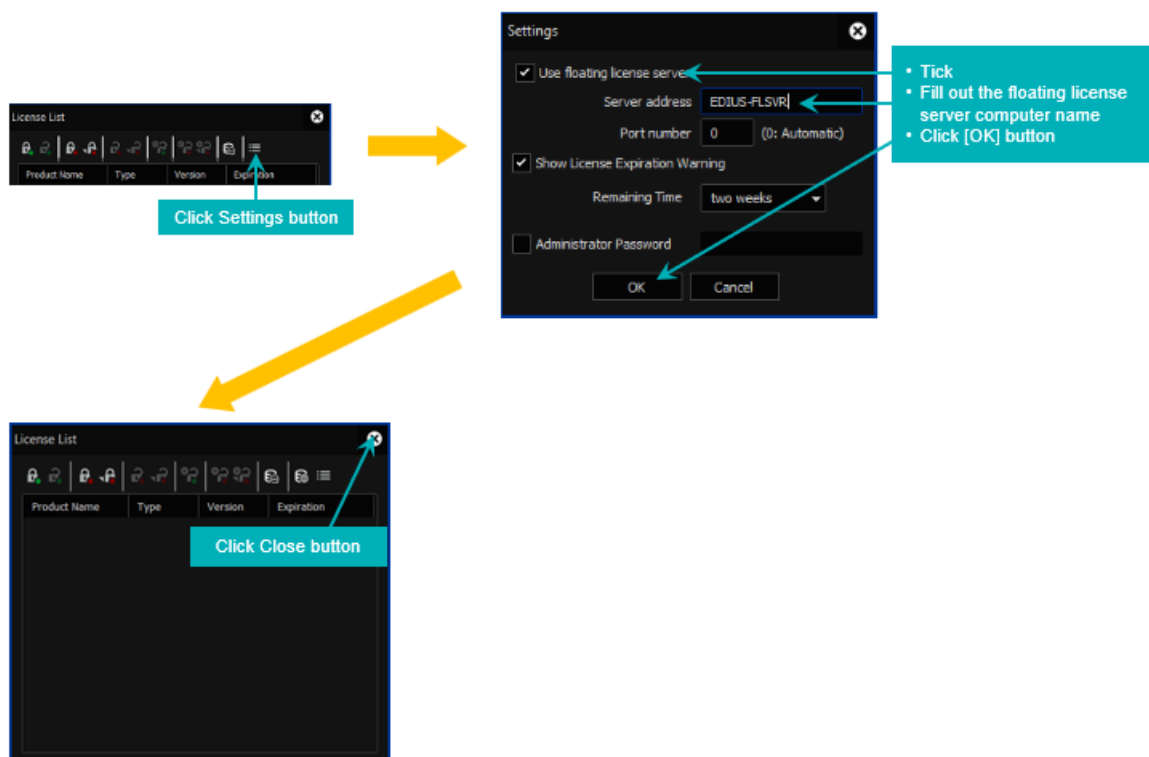 License List
Product Name Type Version Expiration
Click Settings button
Settings
Use floating license server
Server address EDIUS-FLSVR
Port number 0 (0: Automatic)
Show License Expiration Warning
Remaining Time two weeks
Administrator Password
OK Cancel
• Tick
• Fill out the floating license
server computer name
• Click [OK] button
License List
Product Name Type Version Expiration
Click Close button